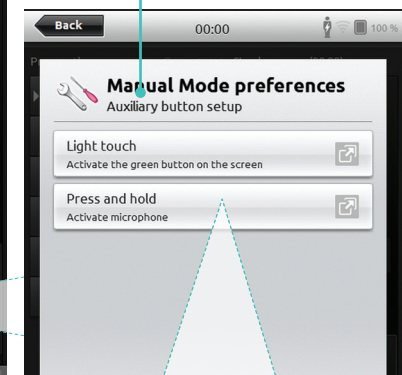 Back
00:00
100 %
Manual Mode preferences
Auxiliary button setup
Light touch
Activate the green button on the screen
Press and hold
Activate microphone